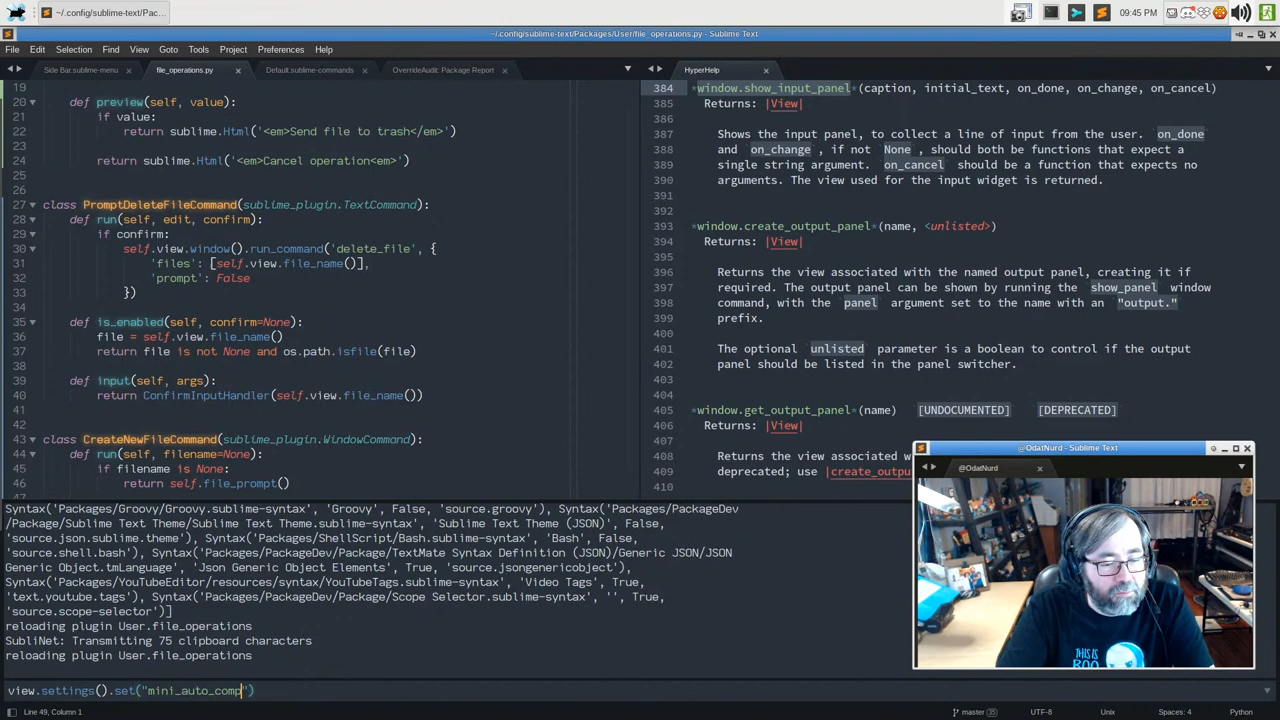 ~/.config/sublime-text/Pac...
09:45 PM
~/.config/sublime-text/Packages/User/file_operations.py - Sublime Text
File Edit Selection Find View Goto Tools Project Preferences Help
Side Bar.sublime-menu file_operations.py Default.sublime-commands OverrideAudit: Package Report HyperHelp
19
20 def preview(self, value):
21 if value:
22 return sublime.Html('<em>Send file to trash</em>')
23
24 return sublime.Html('<em>Cancel operation<em>')
25
26
27 class PromptDeleteFileCommand(sublime_plugin.TextCommand):
28 def run(self, edit, confirm):
29 if confirm:
30 self.view.window().run_command('delete_file', {
31 'files': [self.view.file_name()],
32 'prompt': False
33 })
34
35 def is_enabled(self, confirm=None):
36 file = self.view.file_name()
37 return file is not None and os.path.isfile(file)
38
39 def input(self, args):
40 return ConfirmInputHandler(self.view.file_name())
41
42
43 class CreateNewFileCommand(sublime_plugin.WindowCommand):
44 def run(self, filename=None):
45 if filename is None:
46 return self.file_prompt()
47
384 *window.show_input_panel*(caption, initial_text, on_done, on_change, on_cancel)
385 Returns: |View|
386
387 Shows the input panel, to collect a line of input from the user. on_done
388 and on_change , if not None , should both be functions that expect a
389 single string argument. on_cancel should be a function that expects no
390 arguments. The view used for the input widget is returned.
391
392
393 *window.create_output_panel*(name, <unlisted>)
394 Returns: |View|
395
396 Returns the view associated with the named output panel, creating it if
397 required. The output panel can be shown by running the show_panel window
398 command, with the panel argument set to the name with an "output."
399 prefix.
400
401 The optional unlisted parameter is a boolean to control if the output
402 panel should be listed in the panel switcher.
403
404
405 *window.get_output_panel*(name) [UNDOCUMENTED] [DEPRECATED]
406 Returns: |View|
407
408 Returns the view associated w
409 deprecated; use |create_outpu
410
@OdatNurd - Sublime Text
@OdatNurd
THIS IS
BOO
Syntax('Packages/Groovy/Groovy.sublime-syntax', 'Groovy', False, 'source.groovy'), Syntax('Packages/PackageDev
/Package/Sublime Text Theme/Sublime Text Theme.sublime-syntax', 'Sublime Text Theme (JSON)', False,
'source.json.sublime.theme'), Syntax('Packages/ShellScript/Bash.sublime-syntax', 'Bash', False,
'source.shell.bash'), Syntax('Packages/PackageDev/Package/TextMate Syntax Definition (JSON)/Generic JSON/JSON
Generic Object.tmLanguage', 'Json Generic Object Elements', True, 'source.jsongenericobject'),
Syntax('Packages/YouTubeEditor/resources/syntax/YouTubeTags.sublime-syntax', 'Video Tags', True,
'text.youtube.tags'), Syntax('Packages/PackageDev/Package/Scope Selector.sublime-syntax', '', True,
'source.scope-selector')]
reloading plugin User.file_operations
SubliNet: Transmitting 75 clipboard characters
reloading plugin User.file_operations
view.settings().set("mini_auto_comp")
Line 49, Column 1
master 35 UTF-8 Unix Spaces: 4 Python